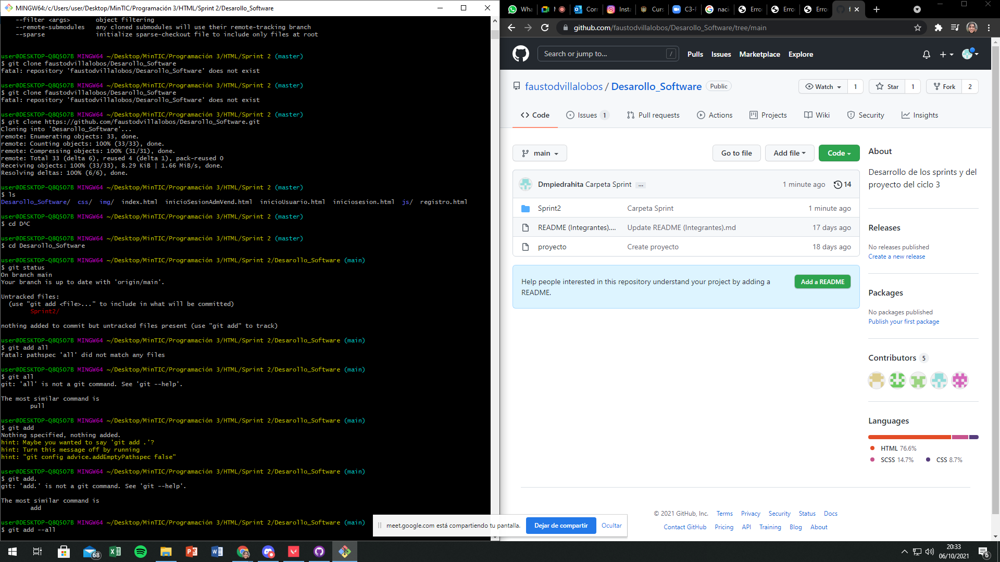 MINGW64:/c/Users/user/Desktop/MinTIC/Programación 3/HTML/Sprint 2/Desarollo_Software
--filter <args>       object filtering
--remote-submodules   any cloned submodules will use their remote-tracking branch
--sparse              initialize sparse-checkout file to include only files at root
user@DESKTOP-Q8Q5O7B MINGW64 ~/Desktop/MinTIC/Programación 3/HTML/Sprint 2 (master)
$ git clone faustodvillalobos/Desarollo_Software
fatal: repository 'faustodvillalobos/Desarollo_Software' does not exist
user@DESKTOP-Q8Q5O7B MINGW64 ~/Desktop/MinTIC/Programación 3/HTML/Sprint 2 (master)
$ git clone faustodvillalobos/Desarollo_Software
fatal: repository 'faustodvillalobos/Desarollo_Software' does not exist
user@DESKTOP-Q8Q5O7B MINGW64 ~/Desktop/MinTIC/Programación 3/HTML/Sprint 2 (master)
$ git clone https://github.com/faustodvillalobos/Desarollo_Software.git
Cloning into 'Desarollo_Software'...
remote: Enumerating objects: 33, done.
remote: Counting objects: 100% (33/33), done.
remote: Compressing objects: 100% (31/31), done.
remote: Total 33 (delta 6), reused 4 (delta 1), pack-reused 0
Receiving objects: 100% (33/33), 8.29 KiB | 1.66 MiB/s, done.
Resolving deltas: 100% (6/6), done.
user@DESKTOP-Q8Q5O7B MINGW64 ~/Desktop/MinTIC/Programación 3/HTML/Sprint 2 (master)
$ ls
Desarollo_Software/  css/  img/  index.html  inicioSesionAdmVend.html  inicioUsuario.html  iniciosesion.html  js/  registro.html
user@DESKTOP-Q8Q5O7B MINGW64 ~/Desktop/MinTIC/Programación 3/HTML/Sprint 2 (master)
$ cd D^C
user@DESKTOP-Q8Q5O7B MINGW64 ~/Desktop/MinTIC/Programación 3/HTML/Sprint 2 (master)
$ cd Desarollo_Software
user@DESKTOP-Q8Q5O7B MINGW64 ~/Desktop/MinTIC/Programación 3/HTML/Sprint 2/Desarollo_Software (main)
$ git status
On branch main
Your branch is up to date with 'origin/main'.
Untracked files:
(use "git add <file>..." to include in what will be committed)
Sprint2/
nothing added to commit but untracked files present (use "git add" to track)
user@DESKTOP-Q8Q5O7B MINGW64 ~/Desktop/MinTIC/Programación 3/HTML/Sprint 2/Desarollo_Software (main)
$ git add all
fatal: pathspec 'all' did not match any files
user@DESKTOP-Q8Q5O7B MINGW64 ~/Desktop/MinTIC/Programación 3/HTML/Sprint 2/Desarollo_Software (main)
$ git all
git: 'all' is not a git command. See 'git --help'.
The most similar command is
pull
user@DESKTOP-Q8Q5O7B MINGW64 ~/Desktop/MinTIC/Programación 3/HTML/Sprint 2/Desarollo_Software (main)
$ git add
Nothing specified, nothing added.
hint: Maybe you wanted to say 'git add .'?
hint: Turn this message off by running
hint: "git config advice.addEmptyPathspec false"
user@DESKTOP-Q8Q5O7B MINGW64 ~/Desktop/MinTIC/Programación 3/HTML/Sprint 2/Desarollo_Software (main)
$ git add.
git: 'add.' is not a git command. See 'git --help'.
The most similar command is
add
user@DESKTOP-Q8Q5O7B MINGW64 ~/Desktop/MinTIC/Programación 3/HTML/Sprint 2/Desarollo_Software (main)
$ git add --all
Wha Corr Insta Curs C3-F naci Erro Erro Erro f
github.com/faustodvillalobos/Desarollo_Software/tree/main
Search or jump to... / Pulls Issues Marketplace Explore
faustodvillalobos / Desarollo_Software Public Watch 1 Star 1 Fork 2
Code Issues 1 Pull requests Actions Projects Wiki Security Insights
main Go to file Add file Code
Dmpiedrahita Carpeta Sprint ... 1 minute ago 14
Sprint2 Carpeta Sprint 1 minute ago
README (Integrantes).... Update README (Integrantes).md 17 days ago
proyecto Create proyecto 18 days ago
Help people interested in this repository understand your project by adding a
README.
Add a README
About
Desarrollo de los sprints y del
proyecto del ciclo 3
Releases
No releases published
Create a new release
Packages
No packages published
Publish your first package
Contributors 5
Languages
HTML 76.6%
SCSS 14.7% CSS 8.7%
© 2021 GitHub, Inc. Terms Privacy Security Status Docs
Contact GitHub Pricing API Training Blog About
meet.google.com está compartiendo tu pantalla. Dejar de compartir Ocultar
68
20:33
06/10/2021
6